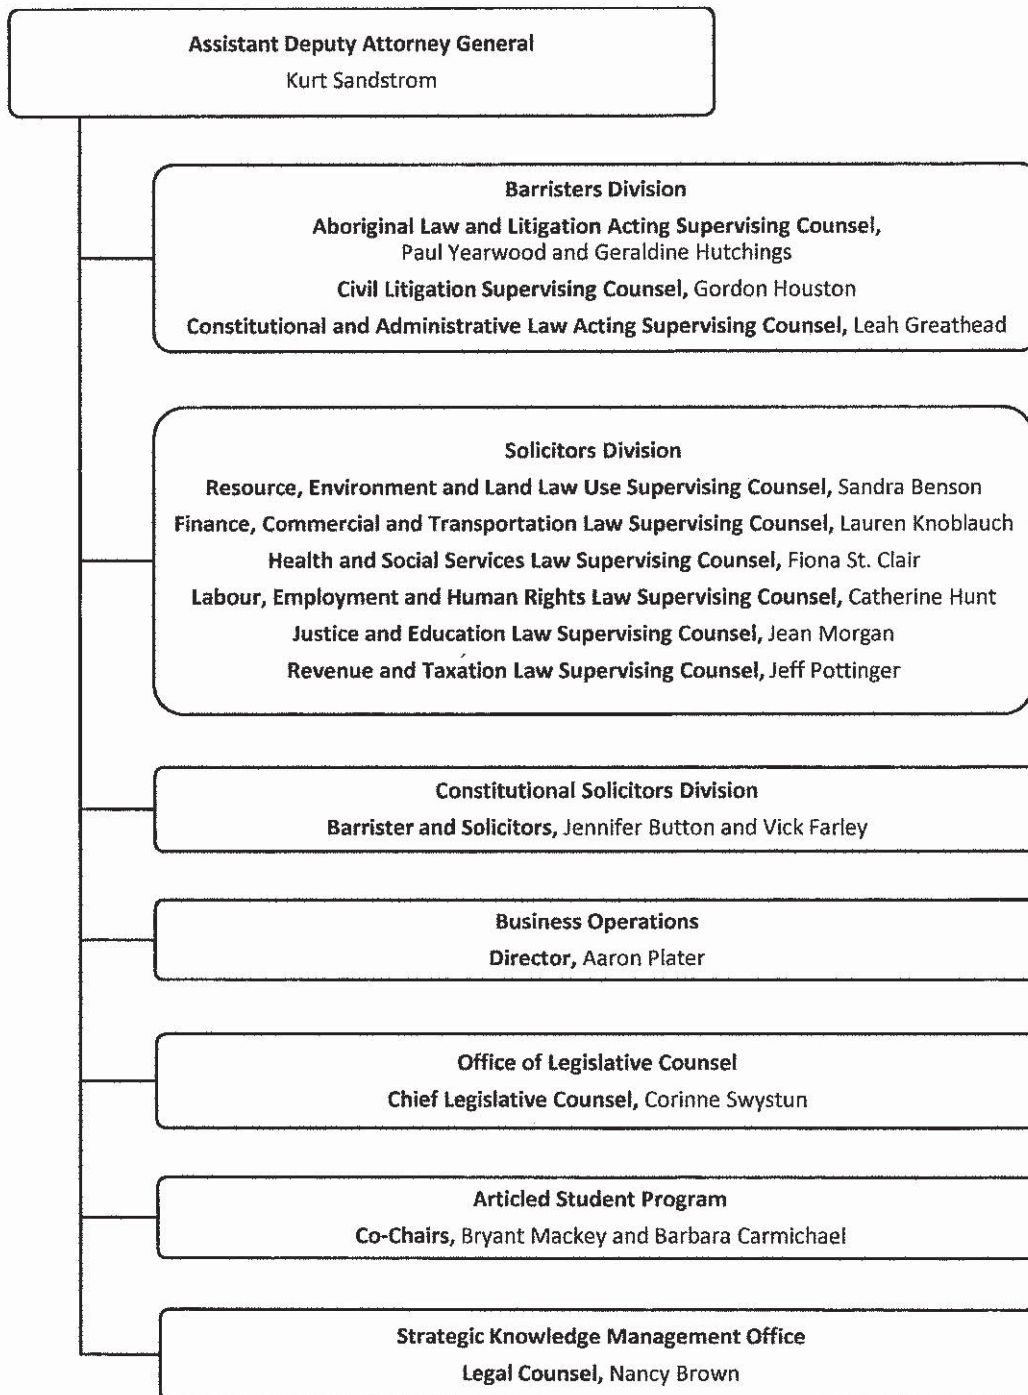 Assistant Deputy Attorney General
Kurt Sandstrom
Barristers Division
Aboriginal Law and Litigation Acting Supervising Counsel,
Paul Yearwood and Geraldine Hutchings
Civil Litigation Supervising Counsel, Gordon Houston
Constitutional and Administrative Law Acting Supervising Counsel, Leah Greathead
Solicitors Division
Resource, Environment and Land Law Use Supervising Counsel, Sandra Benson
Finance, Commercial and Transportation Law Supervising Counsel, Lauren Knoblauch
Health and Social Services Law Supervising Counsel, Fiona St. Clair
Labour, Employment and Human Rights Law Supervising Counsel, Catherine Hunt
Justice and Education Law Supervising Counsel, Jean Morgan
Revenue and Taxation Law Supervising Counsel, Jeff Pottinger
Constitutional Solicitors Division
Barrister and Solicitors, Jennifer Button and Vick Farley
Business Operations
Director, Aaron Plater
Office of Legislative Counsel
Chief Legislative Counsel, Corinne Swystun
Articled Student Program
Co-Chairs, Bryant Mackey and Barbara Carmichael
Strategic Knowledge Management Office
Legal Counsel, Nancy Brown